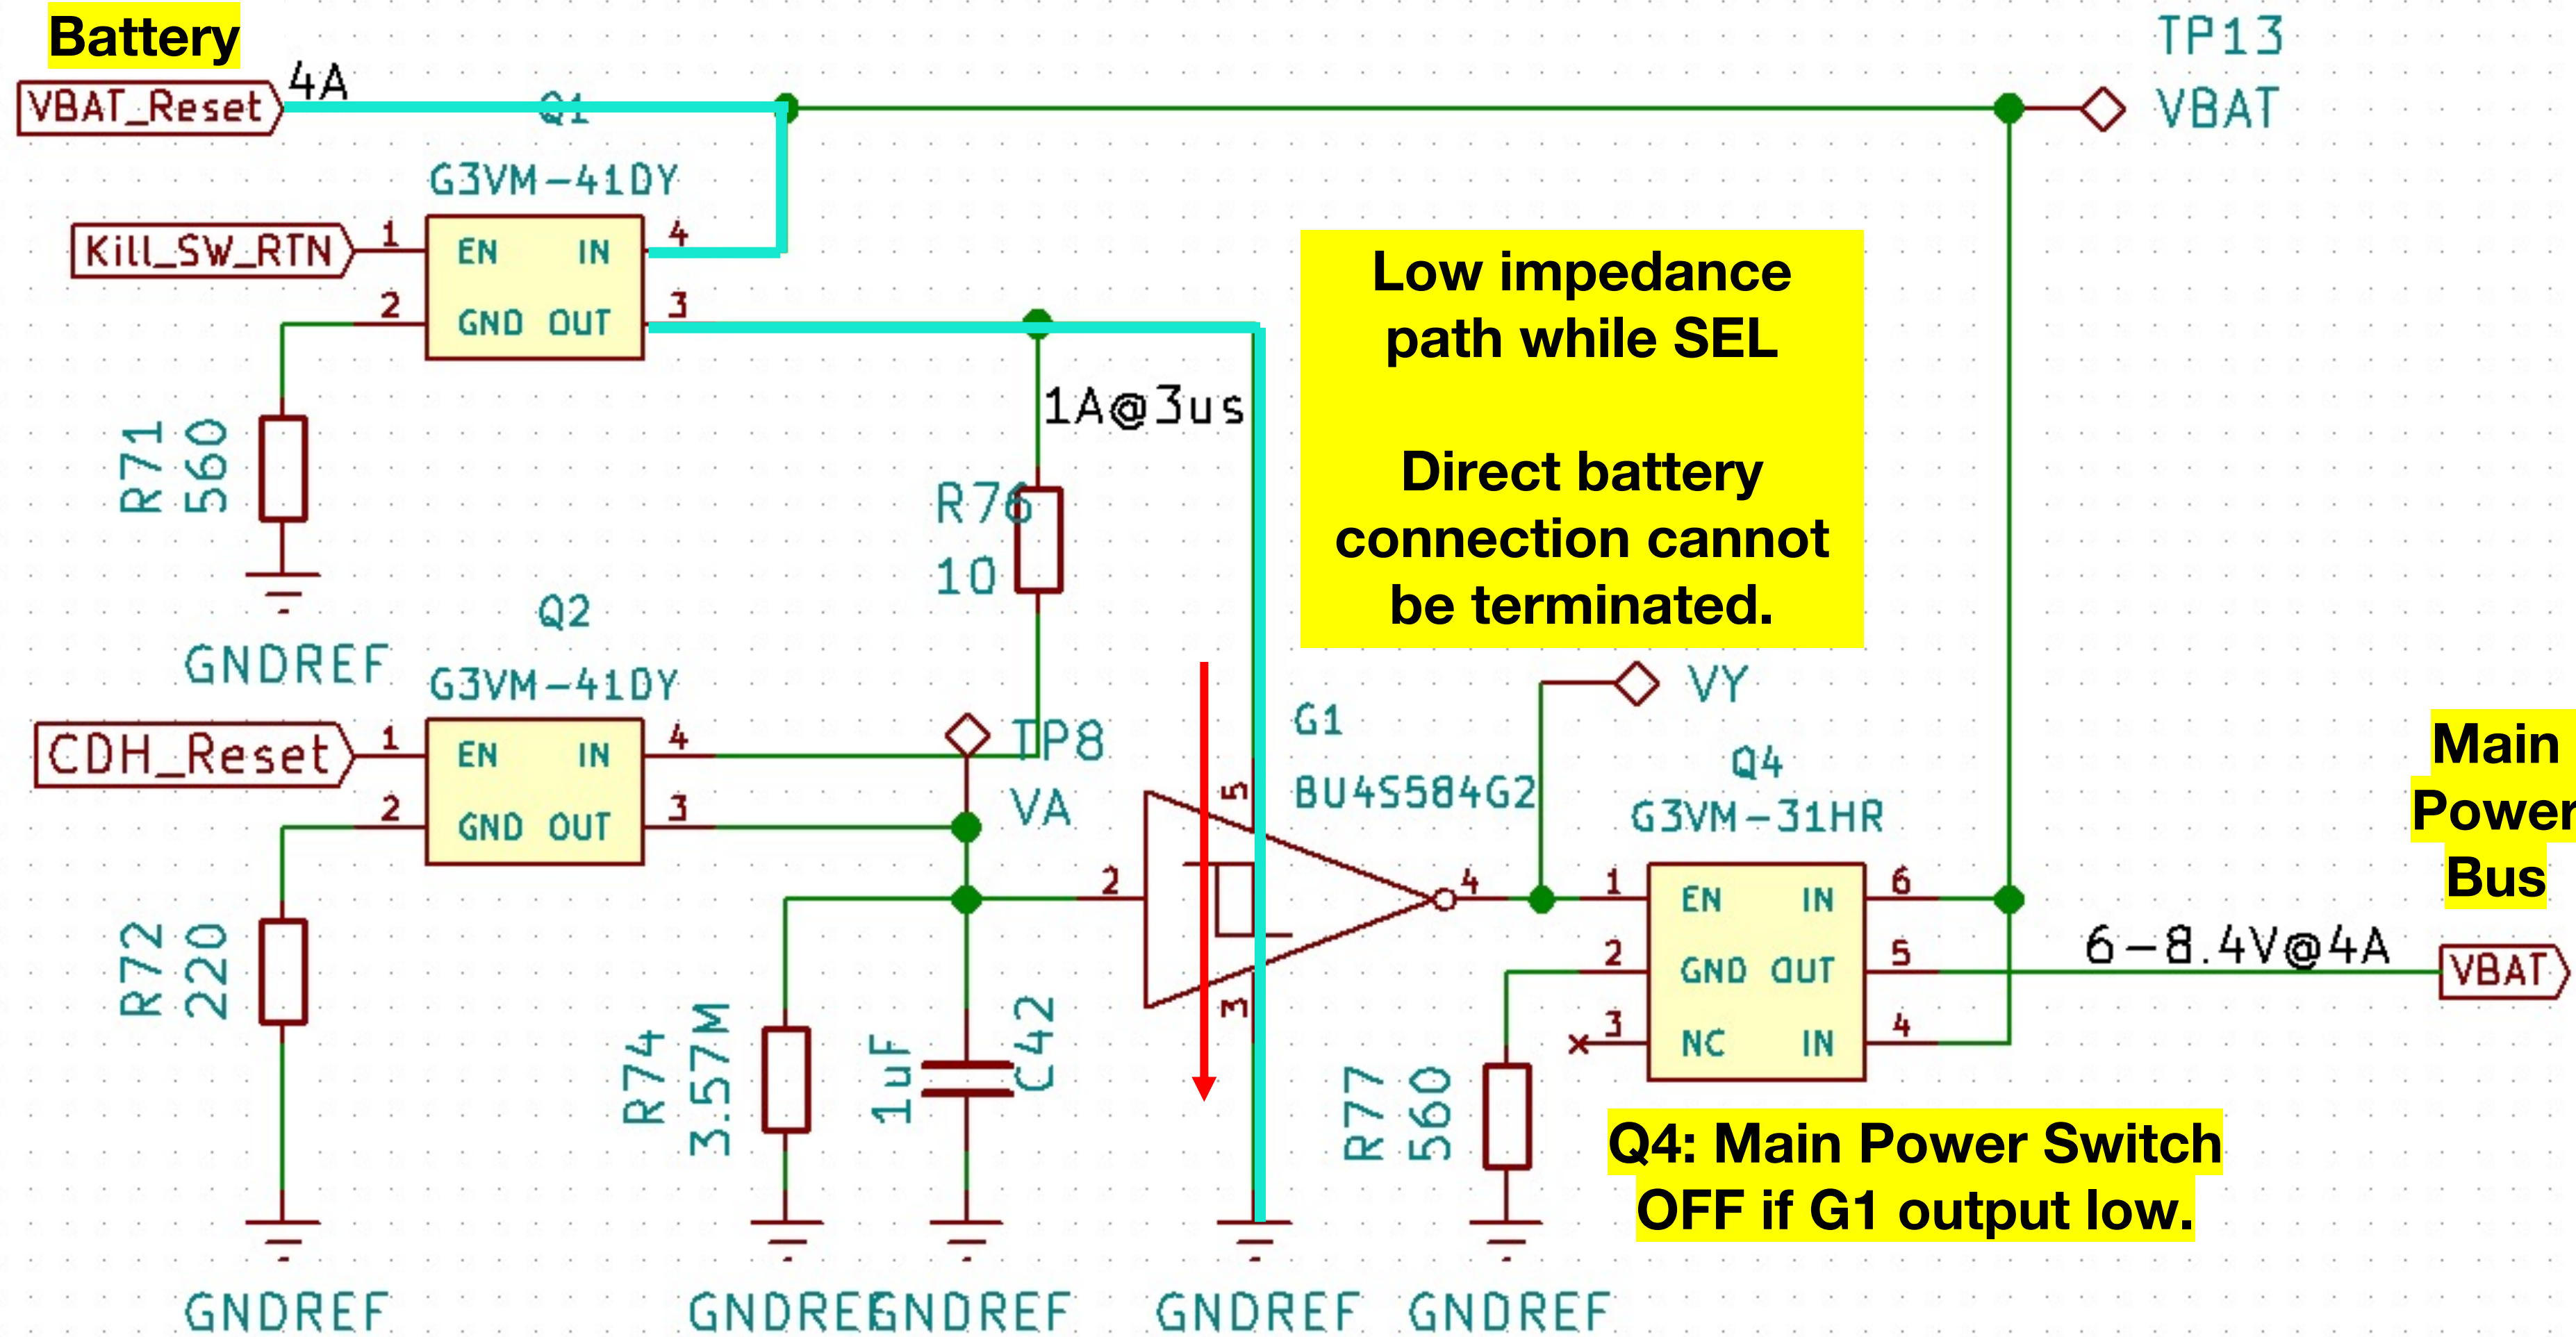 Battery
VBAT_Reset
4A
TP13
VBAT
Q1
G3VM-41DY
Kill_SW_RTN
1
EN
IN
4
2
GND
OUT
3
R71
560
GNDREF
1A@3us
R76
10
Low impedance
path while SEL
Direct battery
connection cannot
be terminated.
Q2
G3VM-41DY
CDH_Reset
1
EN
IN
4
2
GND
OUT
3
R72
220
GNDREF
TP8
VA
R74
3.57M
GNDREF
1uF
C42
GNDREF
G1
BU4S584G2
5
2
4
3
GNDREF
VY
Q4
G3VM-31HR
1
EN
IN
6
2
GND
OUT
5
3
NC
IN
4
R77
560
GNDREF
6-8.4V@4A
Main
Power
Bus
VBAT
Q4: Main Power Switch
OFF if G1 output low.